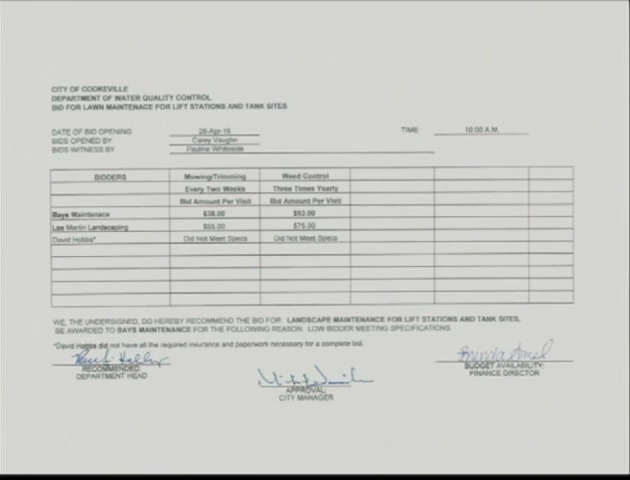 CITY OF COOKEVILLE
DEPARTMENT OF WATER QUALITY CONTROL
BID FOR LAWN MAINTENACE FOR LIFT STATIONS AND TANK SITES
DATE OF BID OPENING 28-Apr-16 TIME: 10:00 A.M.
BIDS OPENED BY Carey Vaughn
BIDS WITNESS BY Pauline Whiteside
BIDDERS Mowing/Trimming Weed Control
Every Two Weeks Three Times Yearly
Bid Amount Per Visit Bid Amount Per Visit
Bays Maintenace $38.00 $53.00
Lee Martin Landscaping $55.00 $75.00
David Hobbs* Did Not Meet Specs Did Not Meet Specs
WE, THE UNDERSIGNED, DO HEREBY RECOMMEND THE BID FOR: LANDSCAPE MAINTENANCE FOR LIFT STATIONS AND TANK SITES,
BE AWARDED TO BAYS MAINTENANCE FOR THE FOLLOWING REASON: LOW BIDDER MEETING SPECIFICATIONS.
*David Hobbs did not have all the required insurance and paperwork necessary for a complete bid.
RECOMMENDED:
DEPARTMENT HEAD
APPROVAL:
CITY MANAGER
BUDGET AVAILABILITY:
FINANCE DIRECTOR